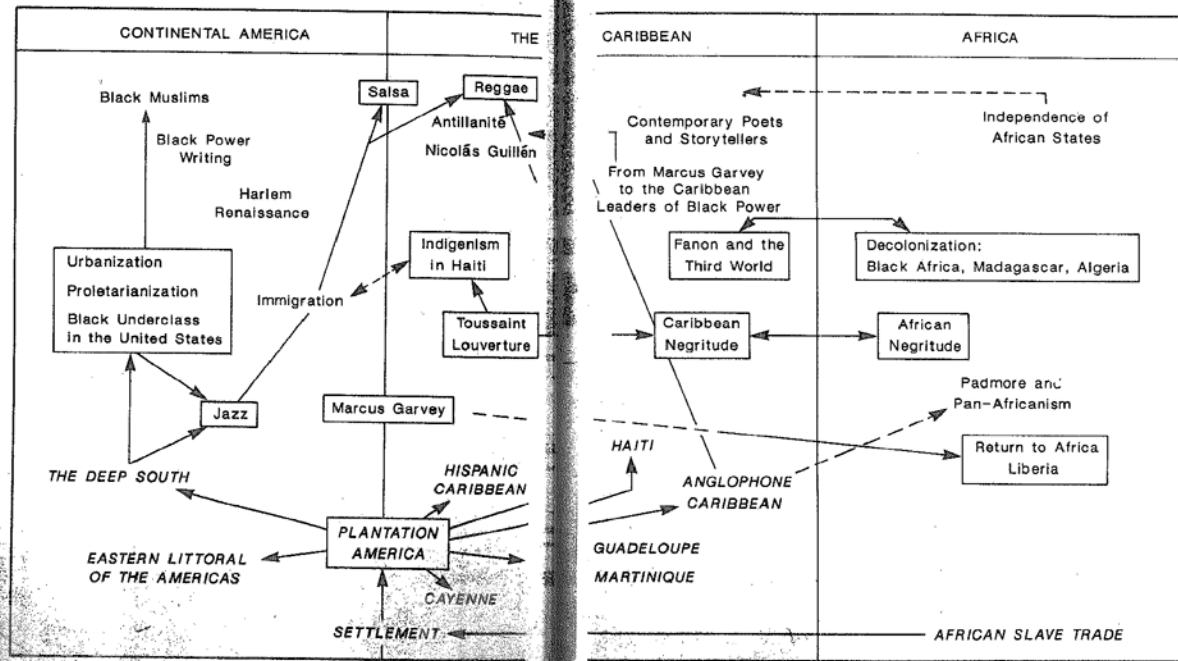 CONTINENTAL AMERICA
THE CARIBBEAN
AFRICA
Black Muslims
Black Power
Writing
Harlem
Renaissance
Urbanization
Proletarianization
Black Underclass
in the United States
Immigration
Jazz
THE DEEP SOUTH
EASTERN LITTORAL
OF THE AMERICAS
Salsa
Reggae
Antillanité
Nicolás Guillén
Indigenism
in Haiti
Toussaint
Louverture
Marcus Garvey
HISPANIC
CARIBBEAN
PLANTATION
AMERICA
CAYENNE
SETTLEMENT
Contemporary Poets
and Storytellers
From Marcus Garvey
to the Caribbean
Leaders of Black Power
Fanon and the
Third World
Caribbean
Negritude
HAITI
ANGLOPHONE
CARIBBEAN
GUADELOUPE
MARTINIQUE
Independence of
African States
Decolonization:
Black Africa, Madagascar, Algeria
African
Negritude
Padmore and
Pan-Africanism
Return to Africa
Liberia
AFRICAN SLAVE TRADE